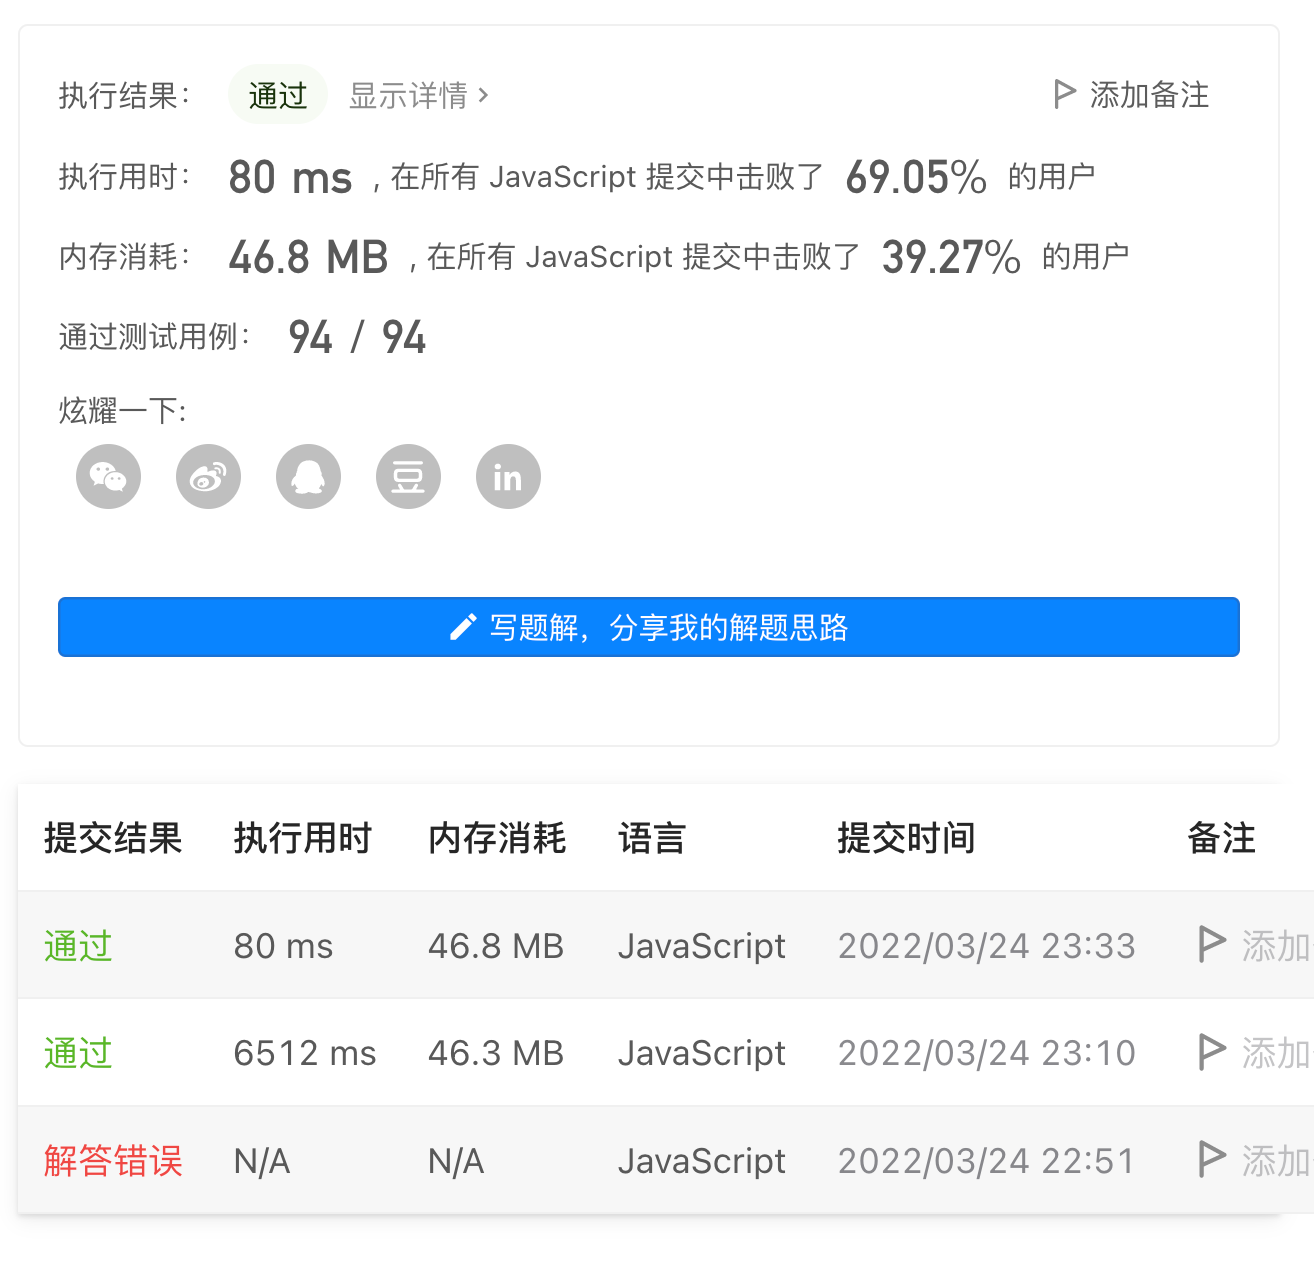 执行结果： 通过 显示详情 › 添加备注
执行用时： 80 ms , 在所有 JavaScript 提交中击败了 69.05% 的用户
内存消耗： 46.8 MB , 在所有 JavaScript 提交中击败了 39.27% 的用户
通过测试用例： 94 / 94
炫耀一下:
豆 in
写题解，分享我的解题思路
提交结果 执行用时 内存消耗 语言 提交时间 备注
通过 80 ms 46.8 MB JavaScript 2022/03/24 23:33 添加
通过 6512 ms 46.3 MB JavaScript 2022/03/24 23:10 添加
解答错误 N/A N/A JavaScript 2022/03/24 22:51 添加